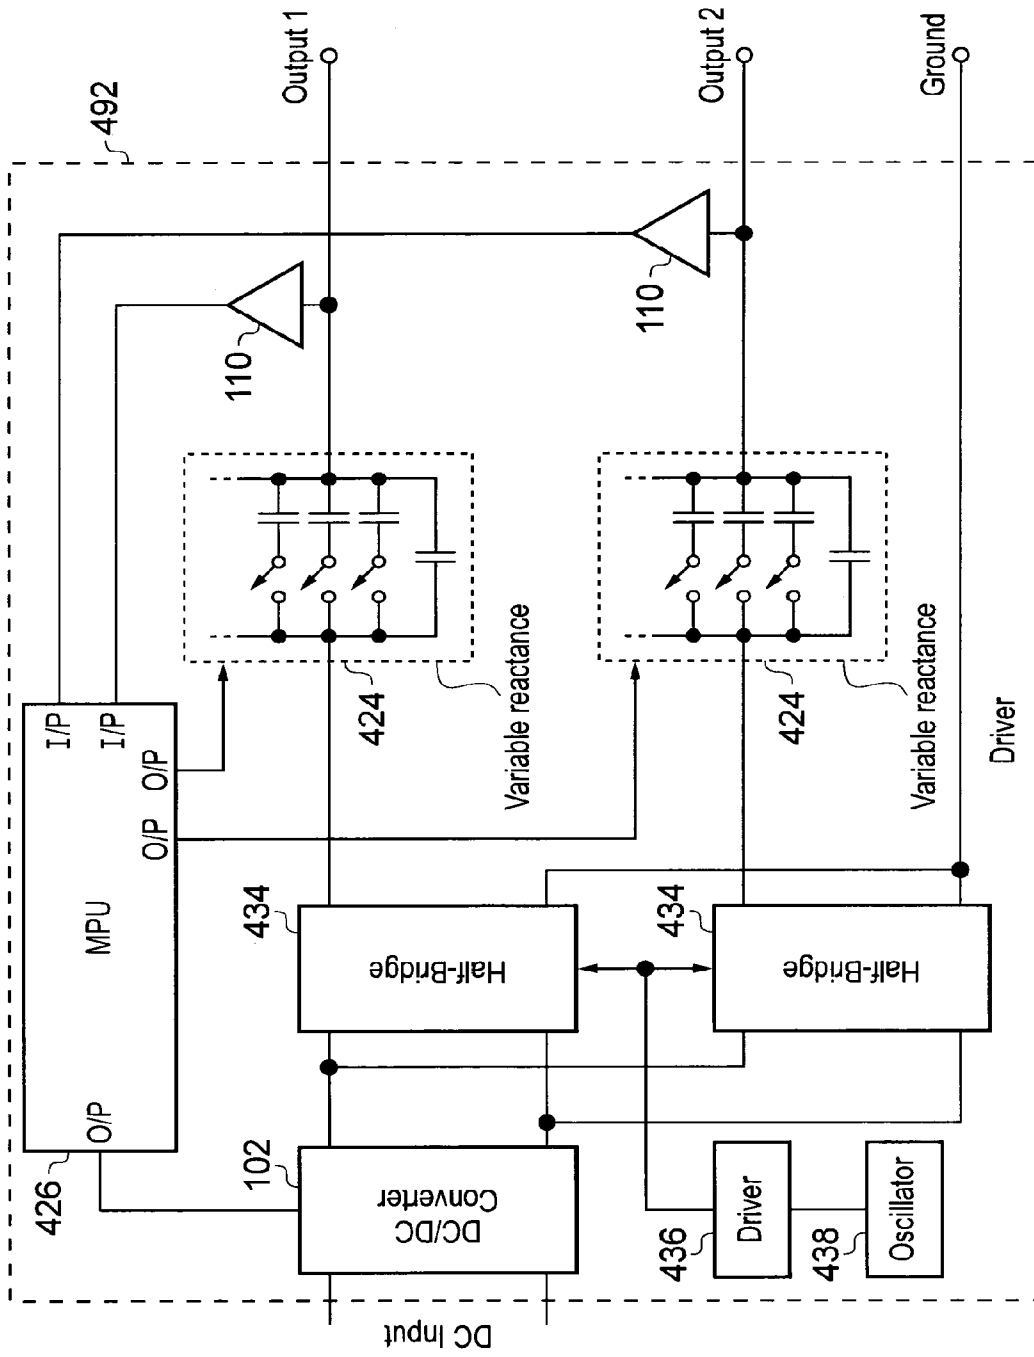 492
Output 1
Output 2
Ground
110
110
I/P
I/P
O/P
O/P
MPU
O/P
426
424
Variable reactance
424
Variable reactance
Driver
434
Half-Bridge
434
Half-Bridge
102
DC/DC
Converter
436
Driver
438
Oscillator
DC Input